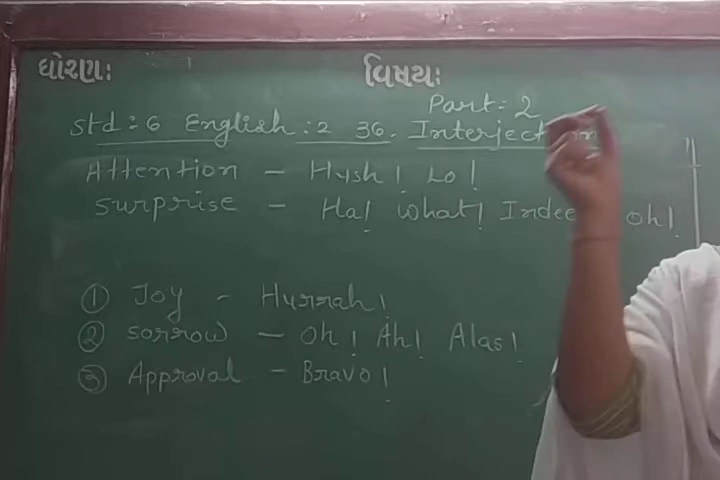 ધોરણ: વિષય:
Part: 2
Std: 6 English: 2 36. Interjection
Attention - Hush! Lo!
Surprise - Ha! What! Indeed! oh!
① Joy - Hurrah!
② Sorrow - Oh! Ah! Alas!
③ Approval - Bravo!